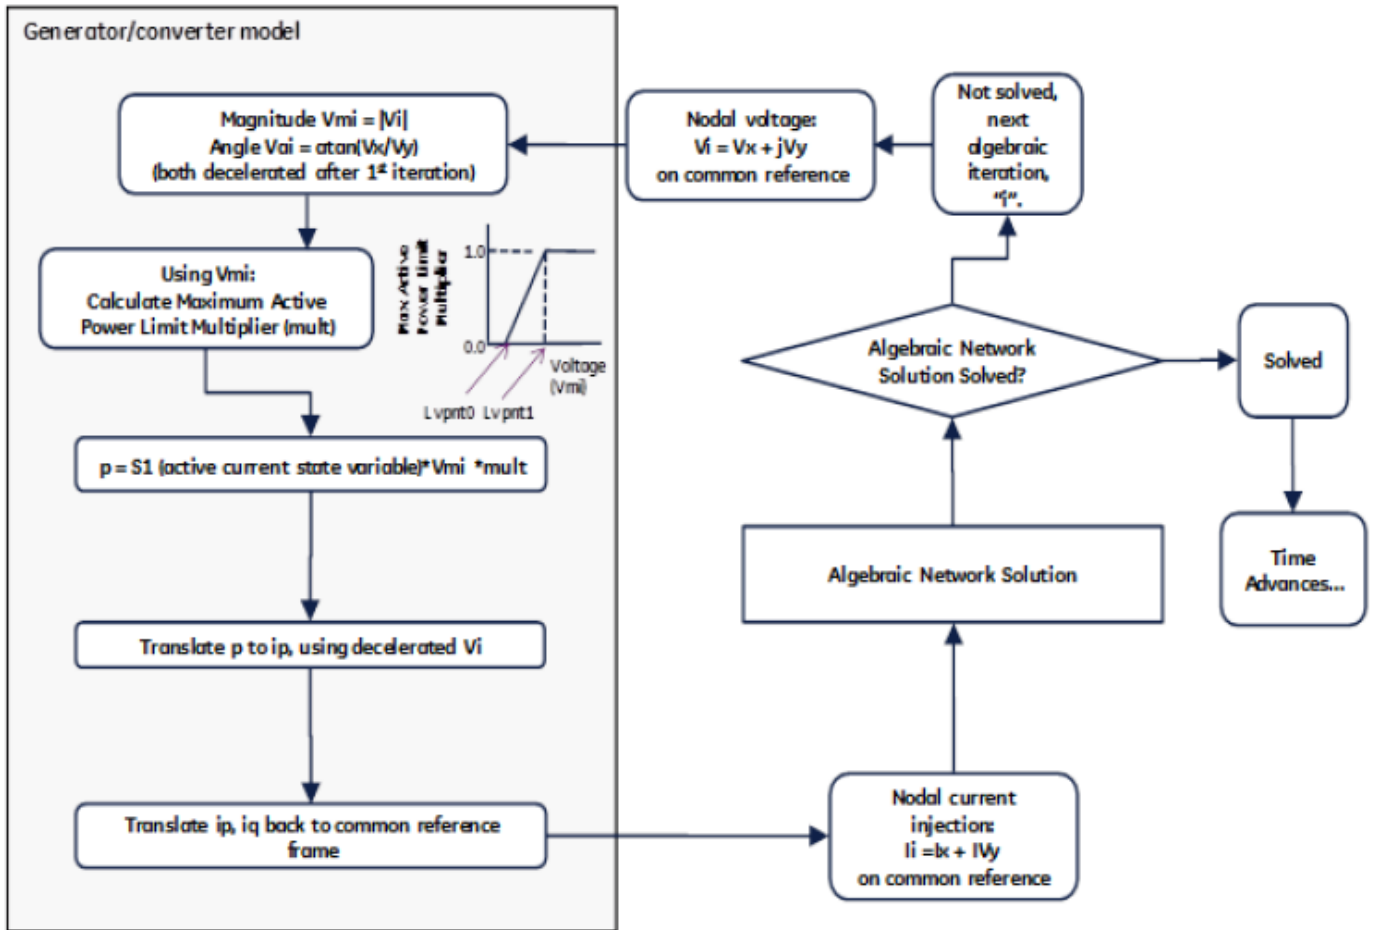 Generator/converter model
Magnitude Vmi = |Vi|
Angle Vai = atan(Vx/Vy)
(both decelerated after 1st iteration)
Nodal voltage:
Vi = Vx + jVy
on common reference
Not solved,
next
algebraic
iteration,
"i".
Using Vmi:
Calculate Maximum Active
Power Limit Multiplier (mult)
Max Active
Power Limit
Multiplier
1.0
0.0
Voltage
(Vmi)
Lvpnt0 Lvpnt1
Algebraic Network
Solution Solved?
Solved
p = S1 (active current state variable)*Vmi *mult
Algebraic Network Solution
Time
Advances...
Translate p to ip, using decelerated Vi
Translate ip, iq back to common reference
frame
Nodal current
injection:
Ii =Ix + IVy
on common reference